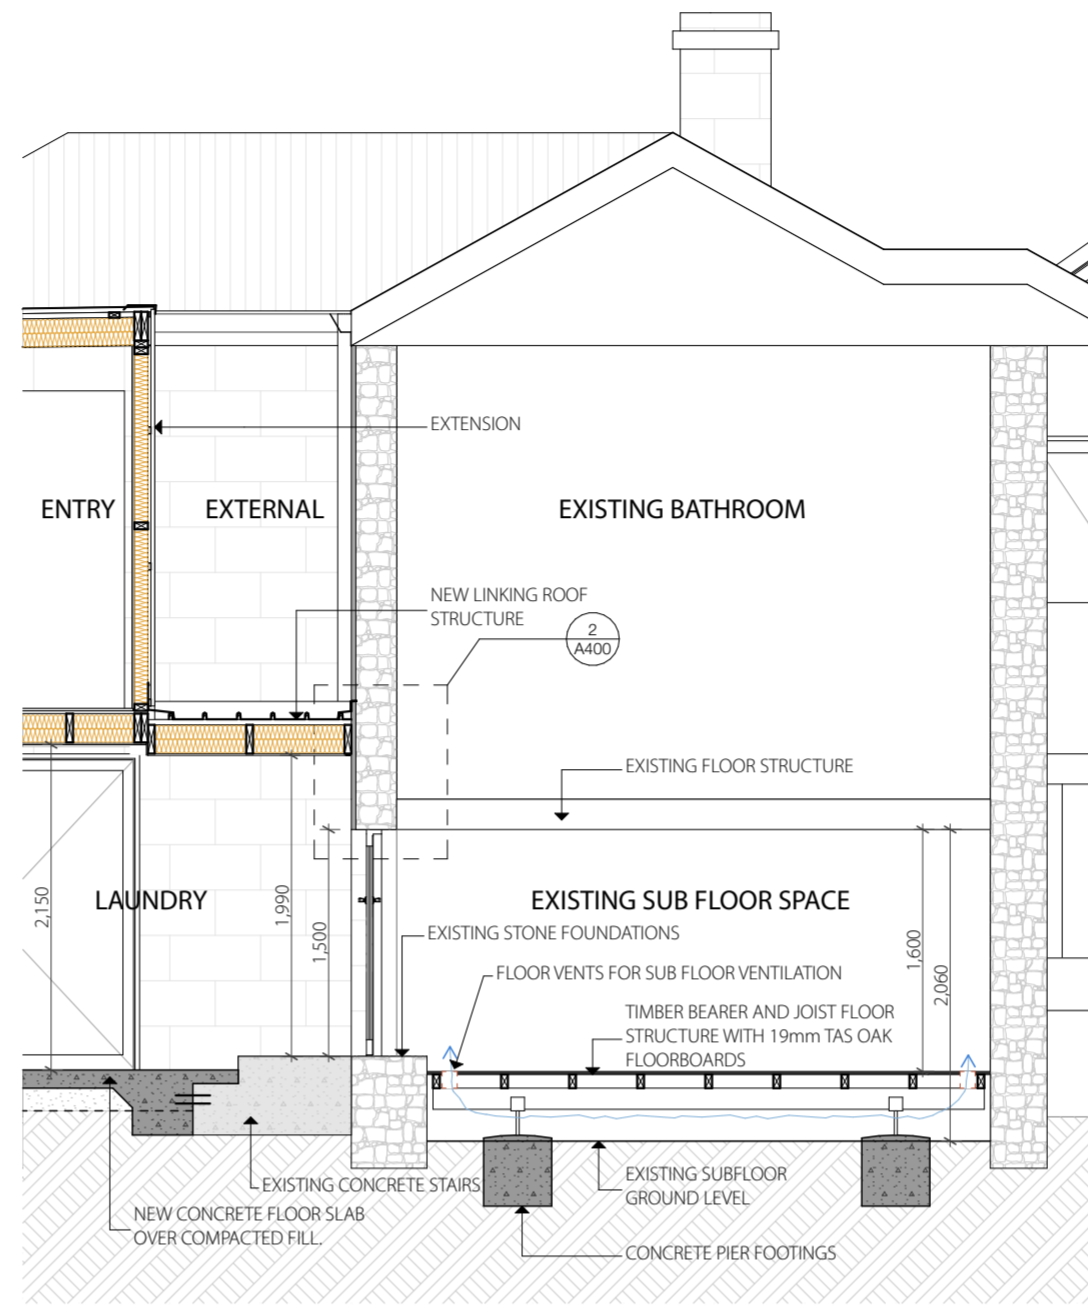 EXTENSION
ENTRY
EXTERNAL
EXISTING BATHROOM
NEW LINKING ROOF
STRUCTURE
2
A400
EXISTING FLOOR STRUCTURE
2,150
LAUNDRY
1,990
1,500
EXISTING SUB FLOOR SPACE
1,600
2,060
EXISTING STONE FOUNDATIONS
FLOOR VENTS FOR SUB FLOOR VENTILATION
TIMBER BEARER AND JOIST FLOOR
STRUCTURE WITH 19mm TAS OAK
FLOORBOARDS
EXISTING CONCRETE STAIRS
NEW CONCRETE FLOOR SLAB
OVER COMPACTED FILL.
EXISTING SUBFLOOR
GROUND LEVEL
CONCRETE PIER FOOTINGS